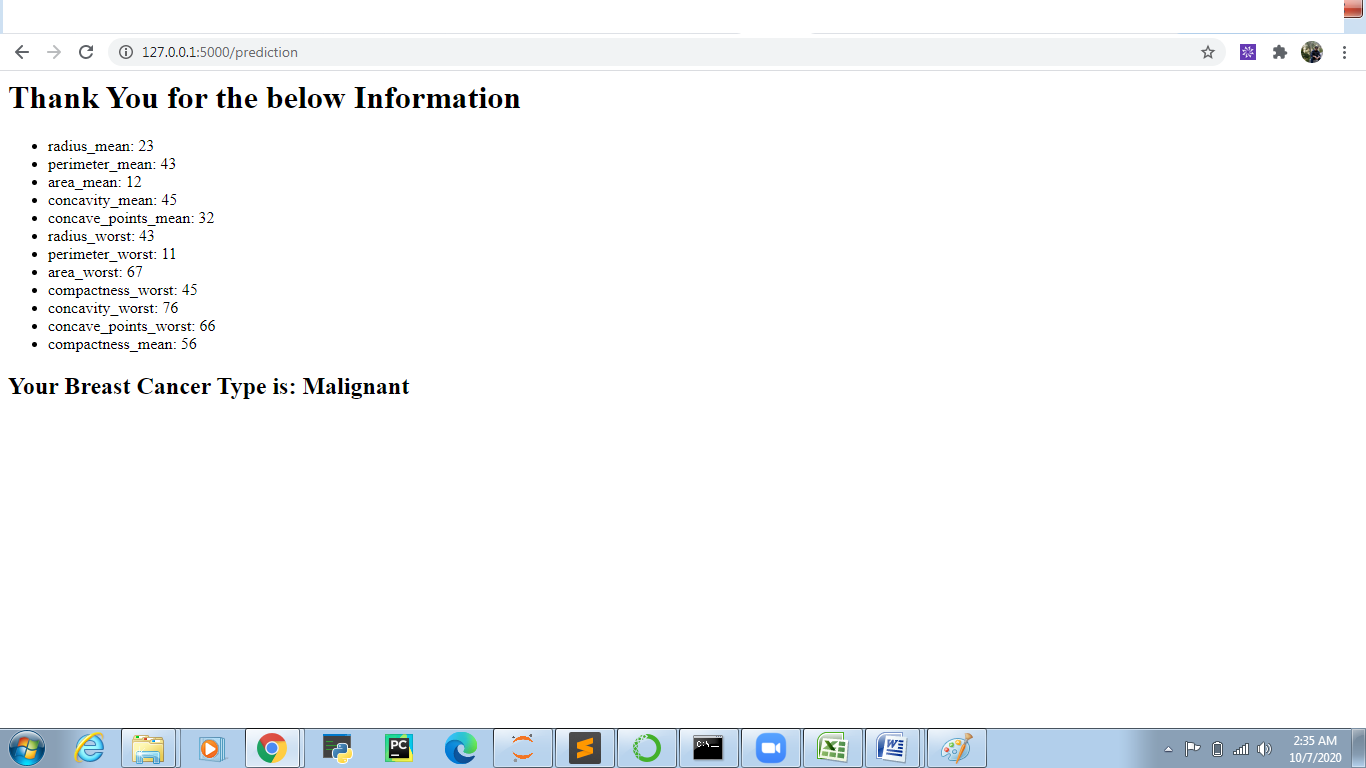 127.0.0.1:5000/prediction
Thank You for the below Information
radius_mean: 23
perimeter_mean: 43
area_mean: 12
concavity_mean: 45
concave_points_mean: 32
radius_worst: 43
perimeter_worst: 11
area_worst: 67
compactness_worst: 45
concavity_worst: 76
concave_points_worst: 66
compactness_mean: 56
Your Breast Cancer Type is: Malignant
PC
C:\_
2:35 AM
10/7/2020